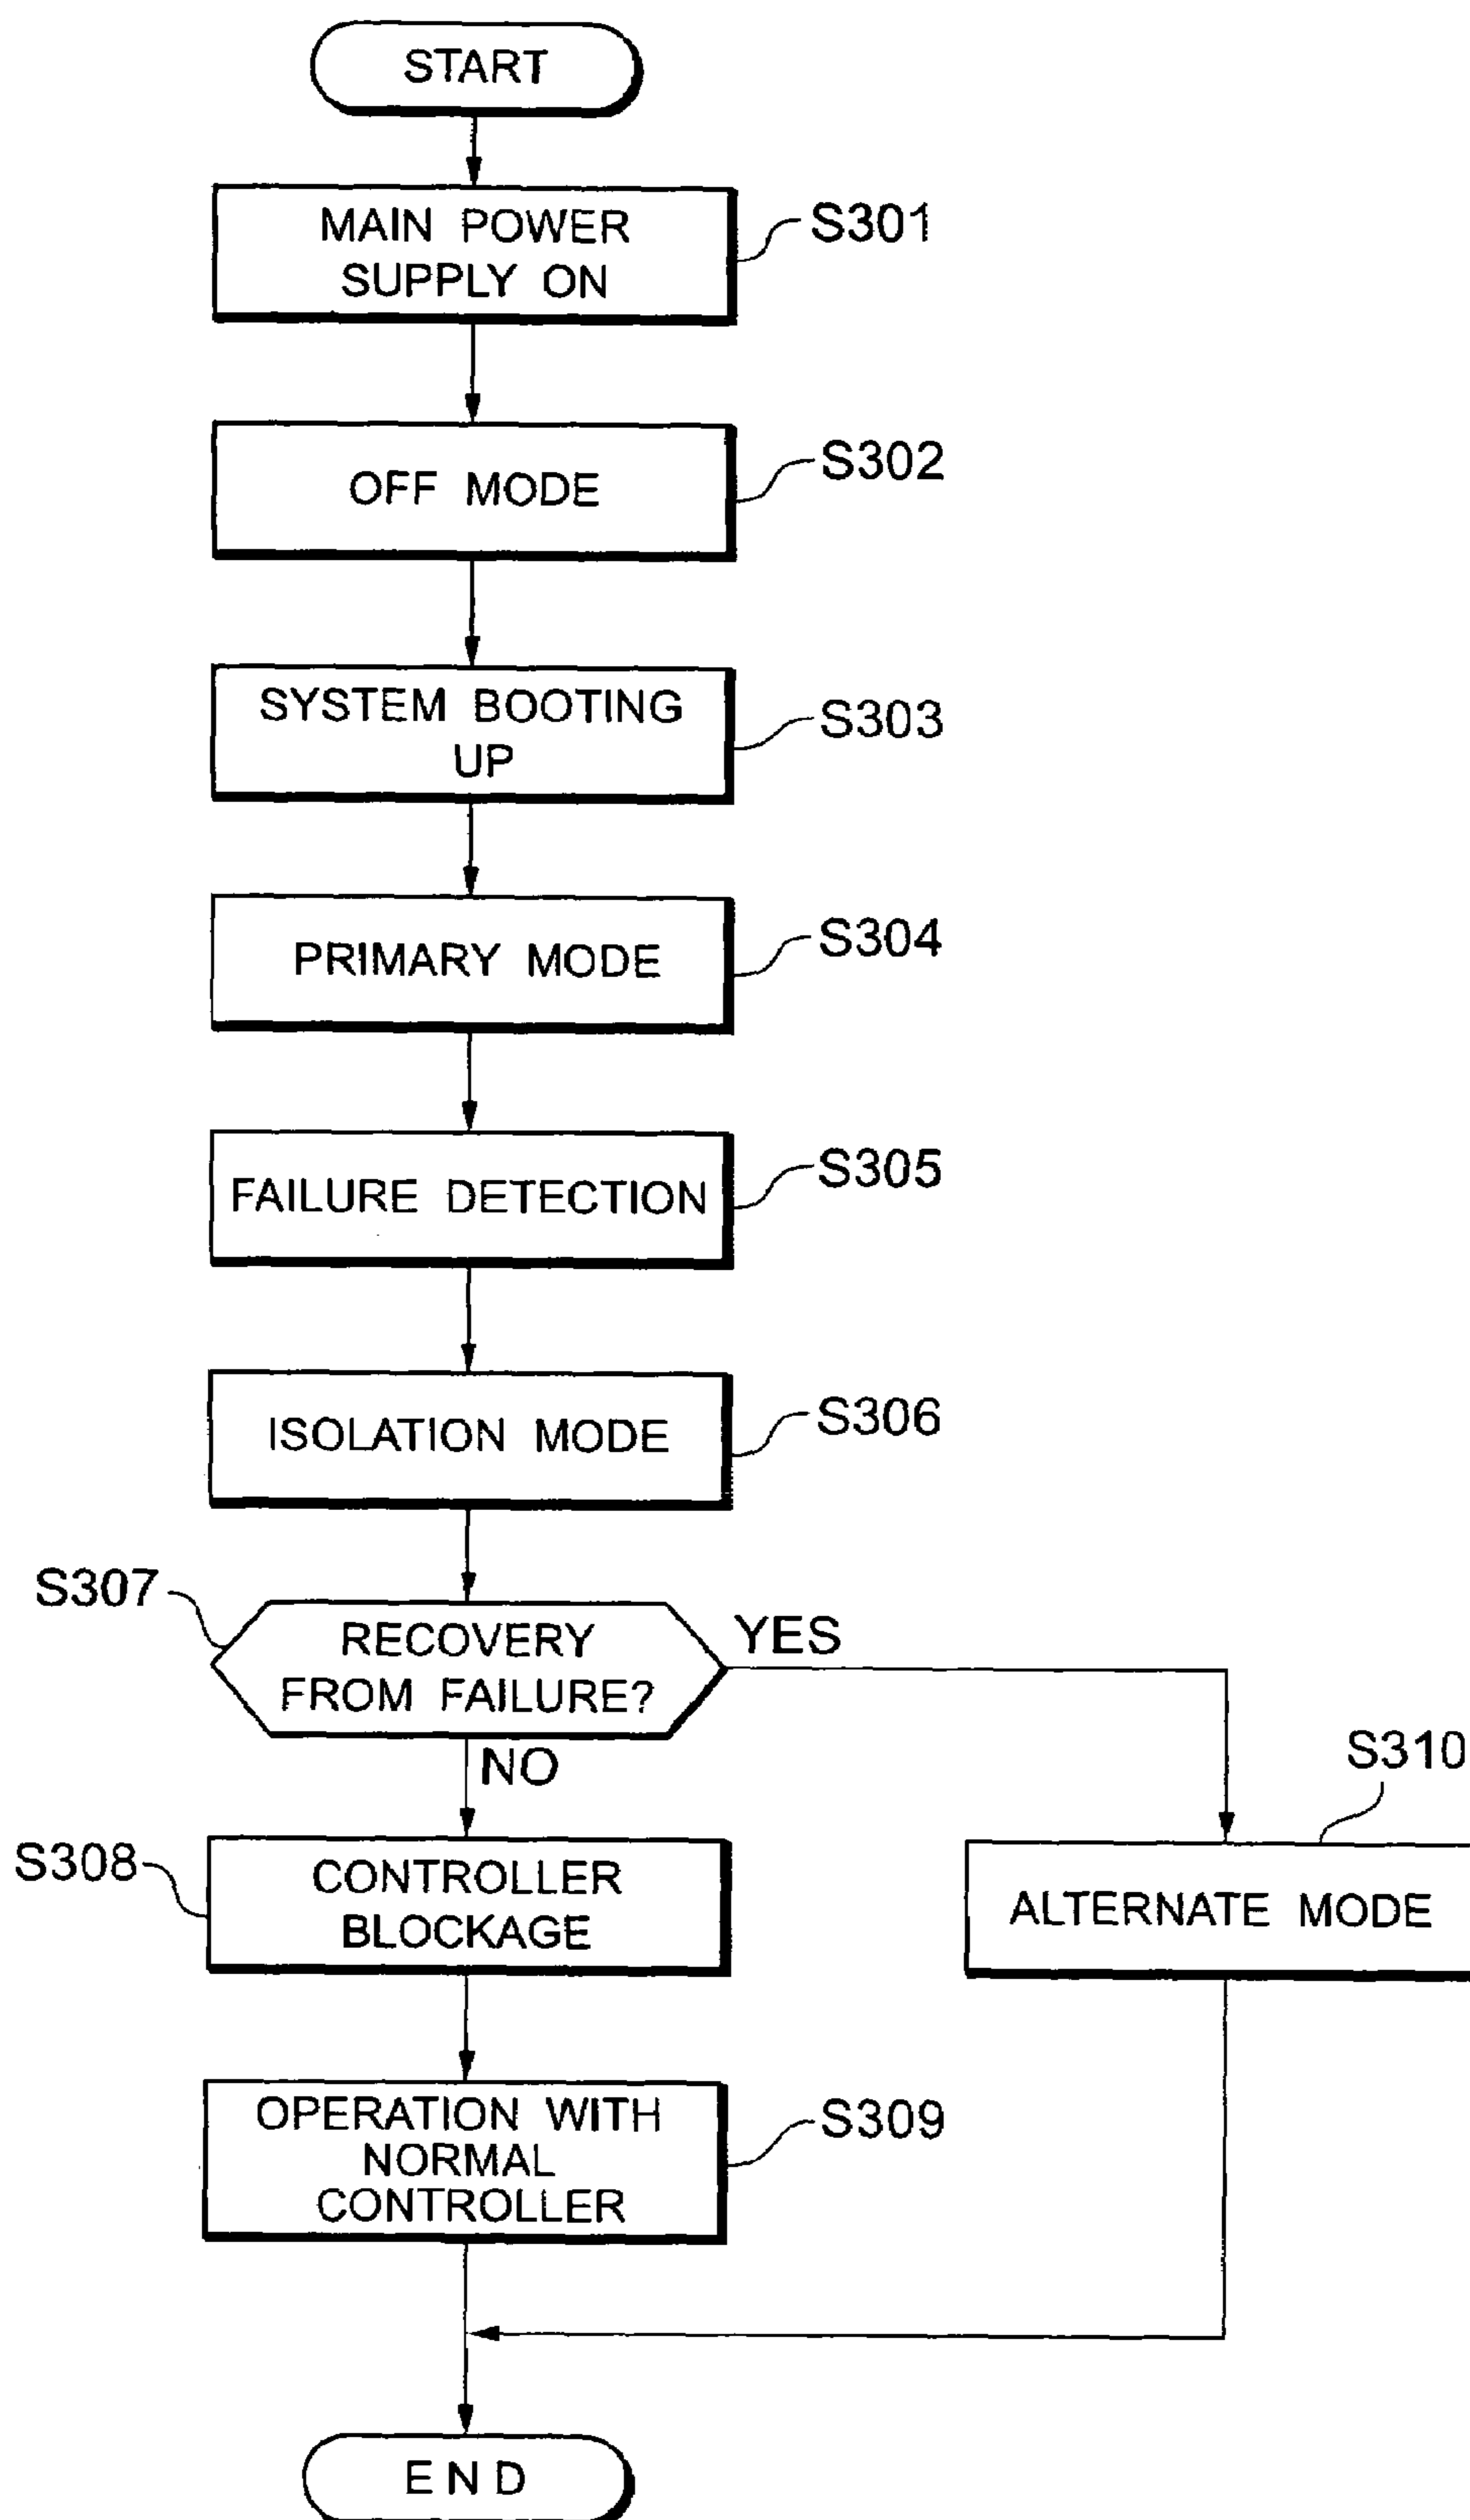 START
MAIN POWER
SUPPLY ON
S301
OFF MODE
S302
SYSTEM BOOTING
UP
S303
PRIMARY MODE
S304
FAILURE DETECTION
S305
ISOLATION MODE
S306
S307
RECOVERY
FROM FAILURE?
YES
NO
S310
S308
CONTROLLER
BLOCKAGE
ALTERNATE MODE
OPERATION WITH
NORMAL
CONTROLLER
S309
END